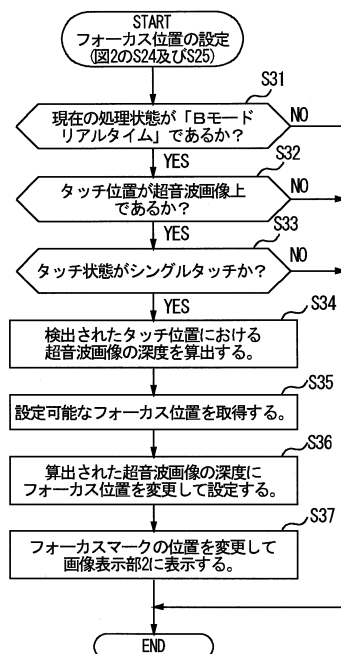 START
フォーカス位置の設定
(図2のS24及びS25)
S31
現在の処理状態が「Bモード
リアルタイム」であるか?
NO
YES
S32
タッチ位置が超音波画像上
であるか?
NO
YES
S33
タッチ状態がシングルタッチか?
NO
YES
S34
検出されたタッチ位置における
超音波画像の深度を算出する。
S35
設定可能なフォーカス位置を取得する。
S36
算出された超音波画像の深度に
フォーカス位置を変更して設定する。
S37
フォーカスマークの位置を変更して
画像表示部2に表示する。
END